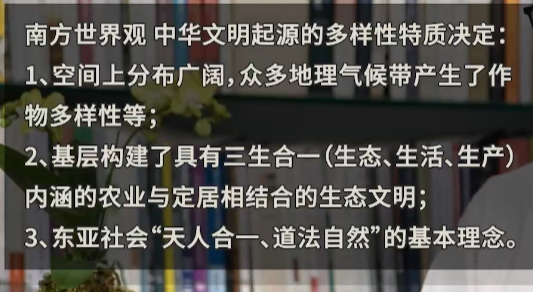 南方世界观 中华文明起源的多样性特质决定：
1、空间上分布广阔，众多地理气候带产生了作
物多样性等；
2、基层构建了具有三生合一（生态、生活、生产）
内涵的农业与定居相结合的生态文明；
3、东亚社会“天人合一、道法自然”的基本理念。